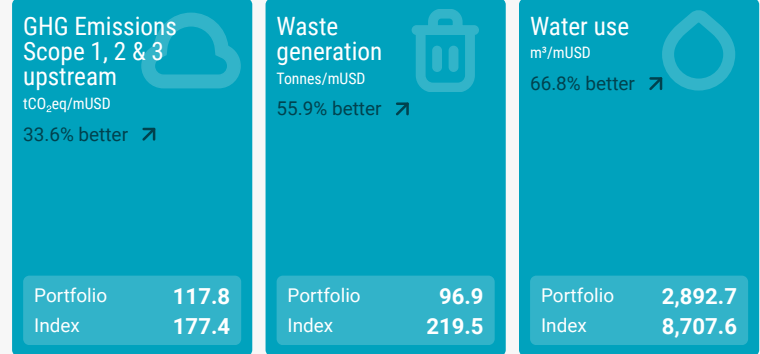 GHG Emissions
Scope 1, 2 & 3
upstream
tCO₂eq/mUSD
33.6% better
Portfolio 117.8
Index 177.4
Waste
generation
Tonnes/mUSD
55.9% better
Portfolio 96.9
Index 219.5
Water use
m³/mUSD
66.8% better
Portfolio 2,892.7
Index 8,707.6